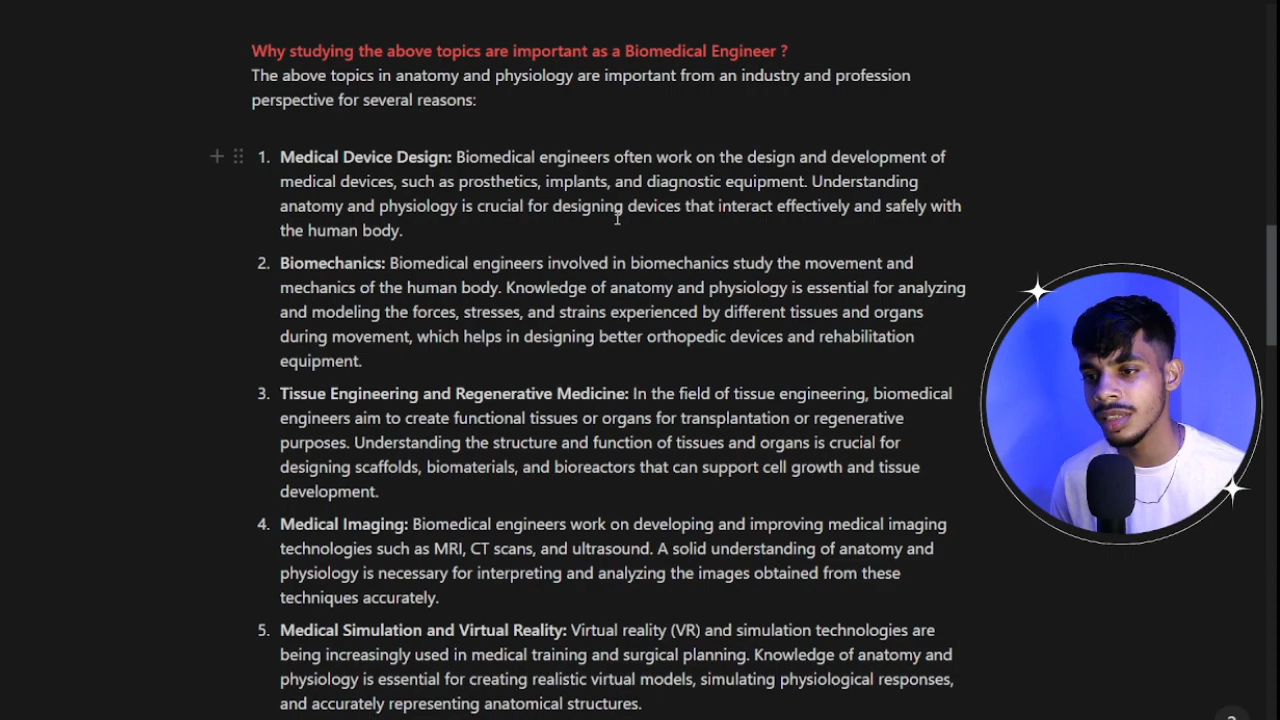 Why studying the above topics are important as a Biomedical Engineer ?
The above topics in anatomy and physiology are important from an industry and profession
perspective for several reasons:
1. Medical Device Design: Biomedical engineers often work on the design and development of
medical devices, such as prosthetics, implants, and diagnostic equipment. Understanding
anatomy and physiology is crucial for designing devices that interact effectively and safely with
the human body.
2. Biomechanics: Biomedical engineers involved in biomechanics study the movement and
mechanics of the human body. Knowledge of anatomy and physiology is essential for analyzing
and modeling the forces, stresses, and strains experienced by different tissues and organs
during movement, which helps in designing better orthopedic devices and rehabilitation
equipment.
3. Tissue Engineering and Regenerative Medicine: In the field of tissue engineering, biomedical
engineers aim to create functional tissues or organs for transplantation or regenerative
purposes. Understanding the structure and function of tissues and organs is crucial for
designing scaffolds, biomaterials, and bioreactors that can support cell growth and tissue
development.
4. Medical Imaging: Biomedical engineers work on developing and improving medical imaging
technologies such as MRI, CT scans, and ultrasound. A solid understanding of anatomy and
physiology is necessary for interpreting and analyzing the images obtained from these
techniques accurately.
5. Medical Simulation and Virtual Reality: Virtual reality (VR) and simulation technologies are
being increasingly used in medical training and surgical planning. Knowledge of anatomy and
physiology is essential for creating realistic virtual models, simulating physiological responses,
and accurately representing anatomical structures.